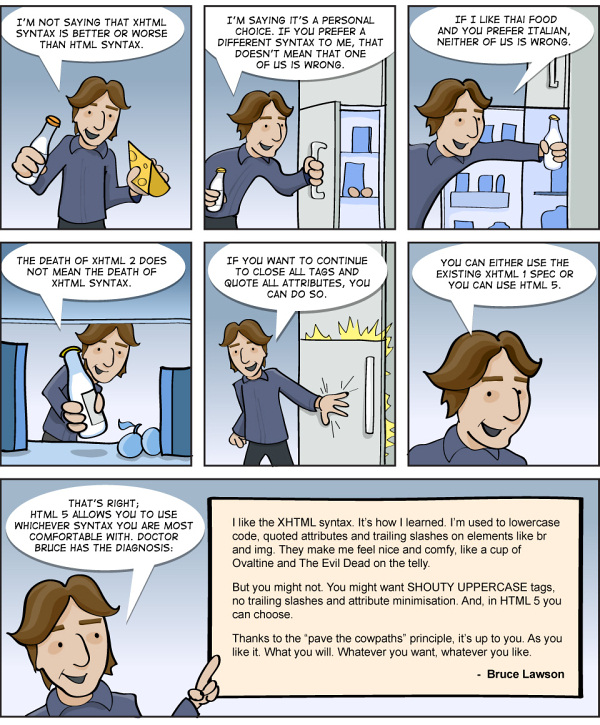 I'M NOT SAYING THAT XHTML
SYNTAX IS BETTER OR WORSE
THAN HTML SYNTAX.
I'M SAYING IT'S A PERSONAL
CHOICE. IF YOU PREFER A
DIFFERENT SYNTAX TO ME, THAT
DOESN'T MEAN THAT ONE
OF US IS WRONG.
IF I LIKE THAI FOOD
AND YOU PREFER ITALIAN,
NEITHER OF US IS WRONG.
THE DEATH OF XHTML 2 DOES
NOT MEAN THE DEATH OF
XHTML SYNTAX.
IF YOU WANT TO CONTINUE
TO CLOSE ALL TAGS AND
QUOTE ALL ATTRIBUTES, YOU
CAN DO SO.
YOU CAN EITHER USE THE
EXISTING XHTML 1 SPEC OR
YOU CAN USE HTML 5.
THAT'S RIGHT;
HTML 5 ALLOWS YOU TO USE
WHICHEVER SYNTAX YOU ARE MOST
COMFORTABLE WITH. DOCTOR
BRUCE HAS THE DIAGNOSIS:
I like the XHTML syntax. It's how I learned. I'm used to lowercase
code, quoted attributes and trailing slashes on elements like br
and img. They make me feel nice and comfy, like a cup of
Ovaltine and The Evil Dead on the telly.
But you might not. You might want SHOUTY UPPERCASE tags,
no trailing slashes and attribute minimisation. And, in HTML 5 you
can choose.
Thanks to the "pave the cowpaths" principle, it's up to you. As you
like it. What you will. Whatever you want, whatever you like.
- Bruce Lawson